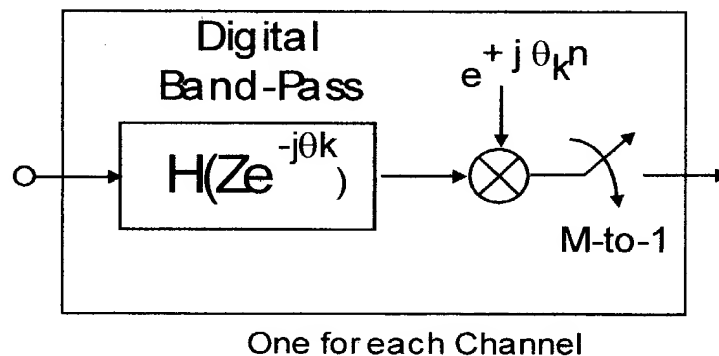 Digital
Band-Pass
H(Ze^-jθk)
e^+jθ_k n
M-to-1
One for each Channel